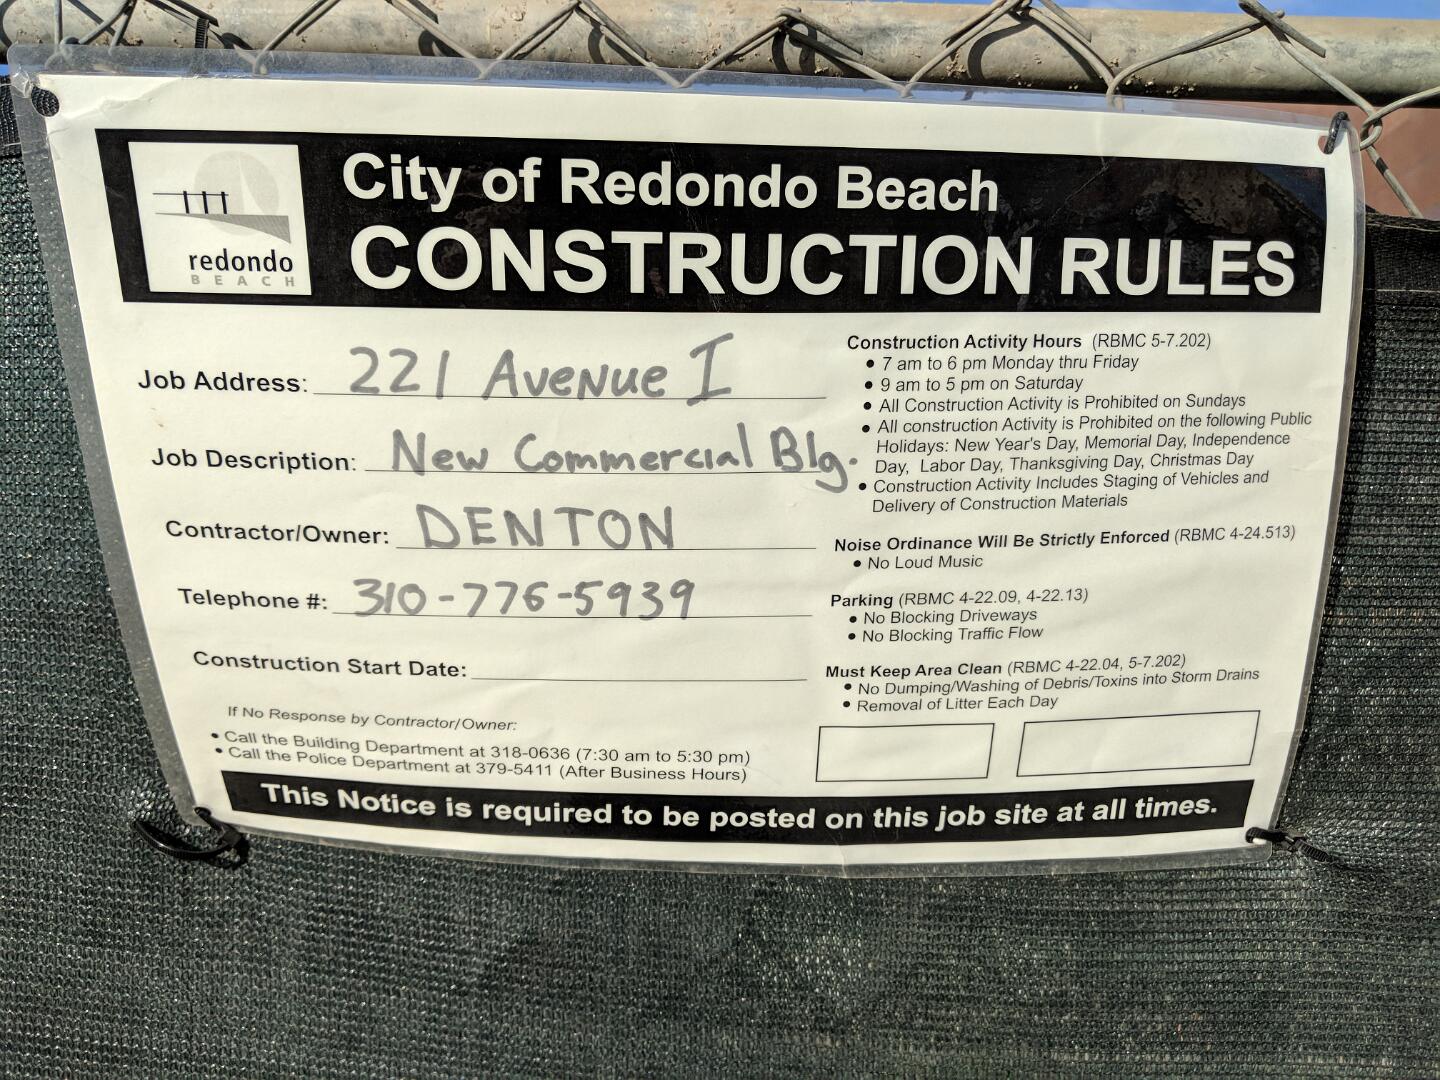 City of Redondo Beach
CONSTRUCTION RULES
redondo
BEACH
Job Address: 221 Avenue I
Job Description: New Commercial Blg.
Contractor/Owner: DENTON
Telephone #: 310-776-5939
Construction Start Date:
If No Response by Contractor/Owner:
• Call the Building Department at 318-0636 (7:30 am to 5:30 pm)
• Call the Police Department at 379-5411 (After Business Hours)
Construction Activity Hours (RBMC 5-7.202)
• 7 am to 6 pm Monday thru Friday
• 9 am to 5 pm on Saturday
• All Construction Activity is Prohibited on Sundays
• All construction Activity is Prohibited on the following Public
Holidays: New Year's Day, Memorial Day, Independence
Day, Labor Day, Thanksgiving Day, Christmas Day
• Construction Activity Includes Staging of Vehicles and
Delivery of Construction Materials
Noise Ordinance Will Be Strictly Enforced (RBMC 4-24.513)
• No Loud Music
Parking (RBMC 4-22.09, 4-22.13)
• No Blocking Driveways
• No Blocking Traffic Flow
Must Keep Area Clean (RBMC 4-22.04, 5-7.202)
• No Dumping/Washing of Debris/Toxins into Storm Drains
• Removal of Litter Each Day
This Notice is required to be posted on this job site at all times.